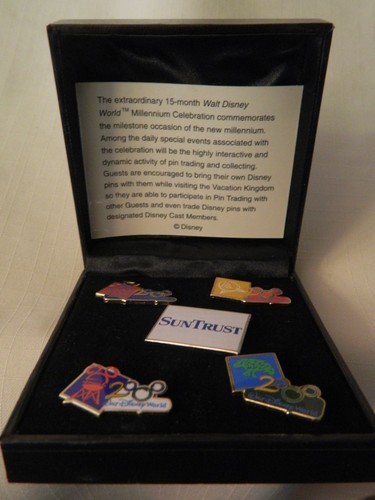 The extraordinary 15-month Walt Disney
World™ Millennium Celebration commemorates
the milestone occasion of the new millennium.
Among the daily special events associated with
the celebration will be the highly interactive and
dynamic activity of pin trading and collecting.
Guests are encouraged to bring their own Disney
pins with them while visiting the Vacation Kingdom
so they are able to participate in Pin Trading with
other Guests and even trade Disney pins with
designated Disney Cast Members.
© Disney
SUNTRUST
2000
Walt Disney World
2000
Walt Disney World